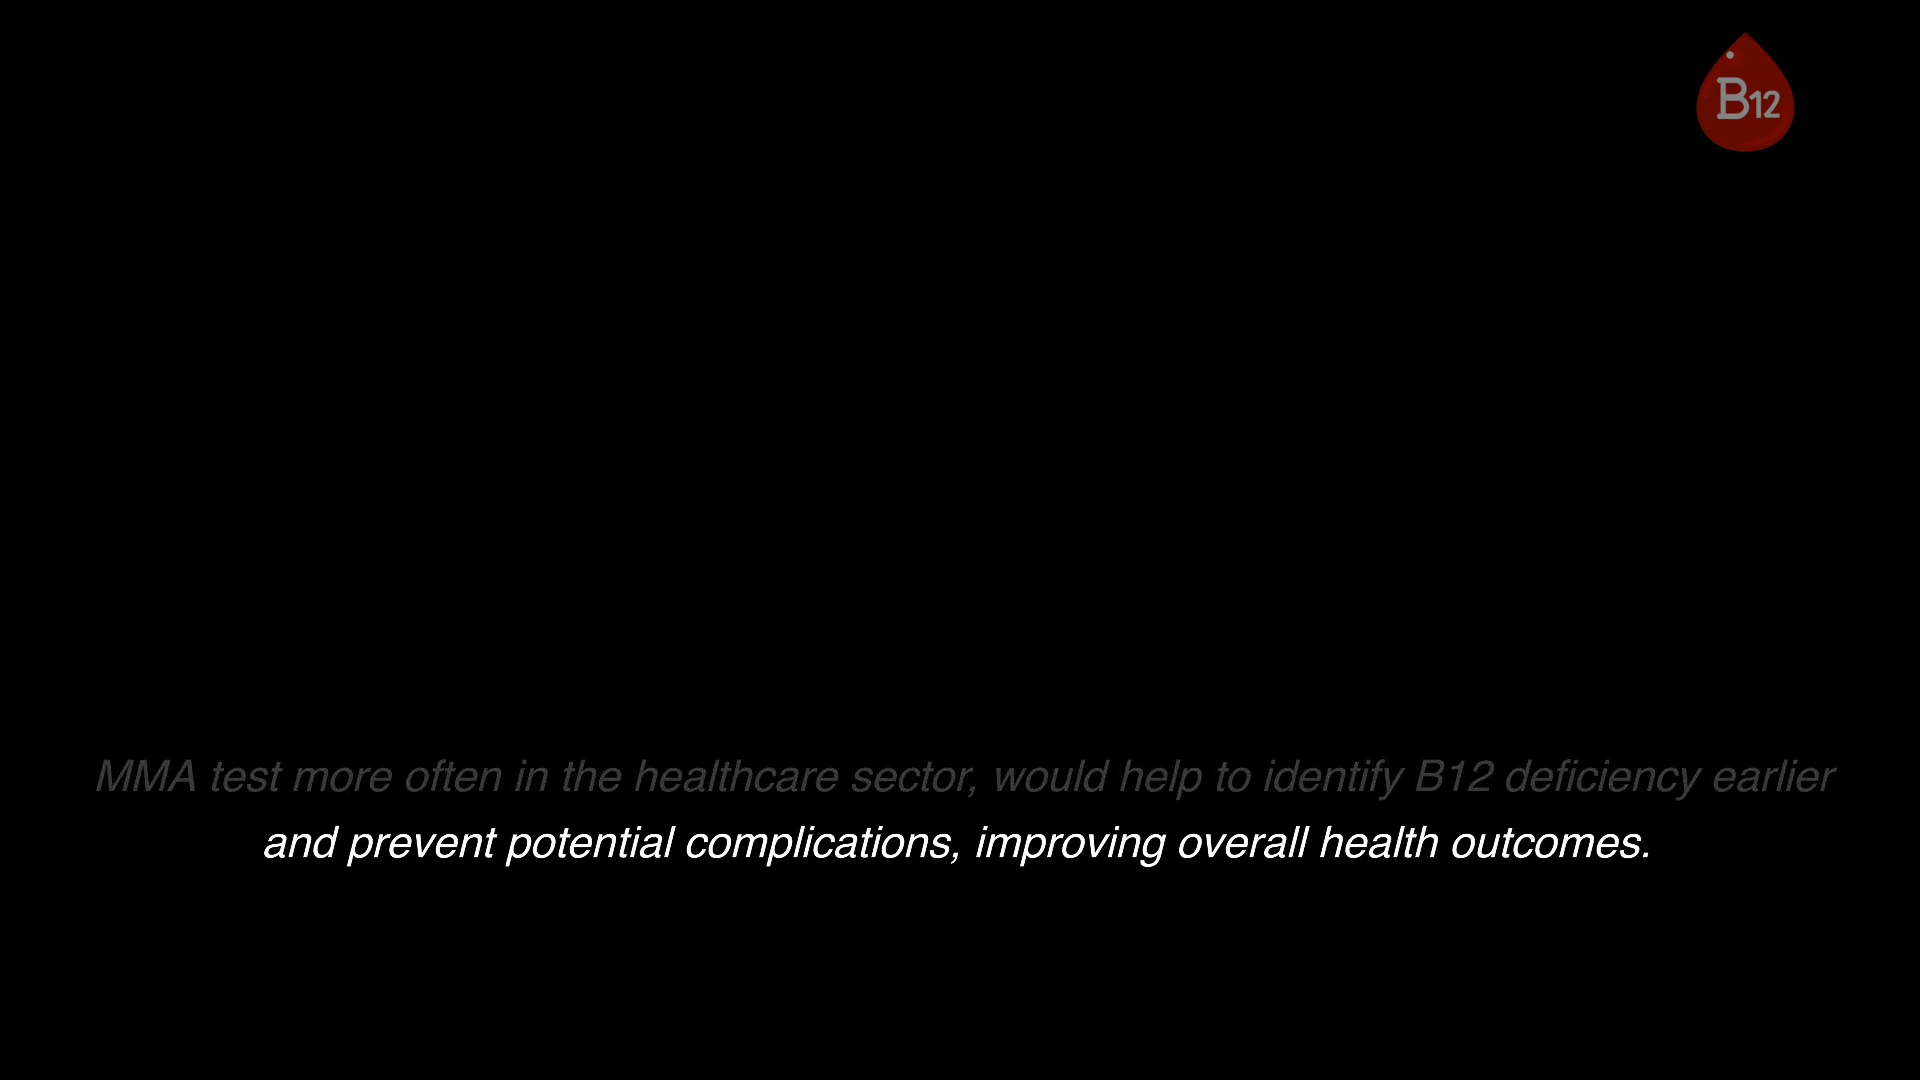 B12
MMA test more often in the healthcare sector, would help to identify B12 deficiency earlier
and prevent potential complications, improving overall health outcomes.